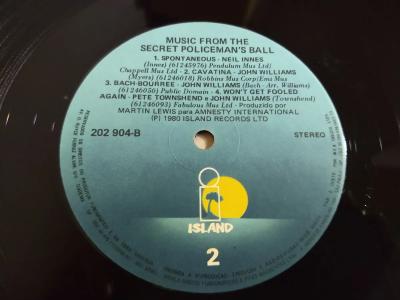 MUSIC FROM THE
SECRET POLICEMAN'S BALL
1. SPONTANEOUS - NEIL INNES
(Innes) (61245976) Pendulum Mus Ltd)
Chappell Mus Ltd - 2. CAVATINA - JOHN WILLIAMS
(Myers) (61246018) Robbins Mus Corp/Ems Mus
3. BACH-BOURREE - JOHN WILLIAMS (Bach - Arr. Williams)
(61246050) Public Domain - 4. WON'T GET FOOLED
AGAIN - PETE TOWNSHEND e JOHN WILLIAMS (Townshend)
(61246093) Fabulous Mus Ltd - Produzido por
MARTIN LEWIS para AMNESTY INTERNATIONAL
(P) 1980 ISLAND RECORDS LTD
202 904-B
STEREO
ISLAND
2